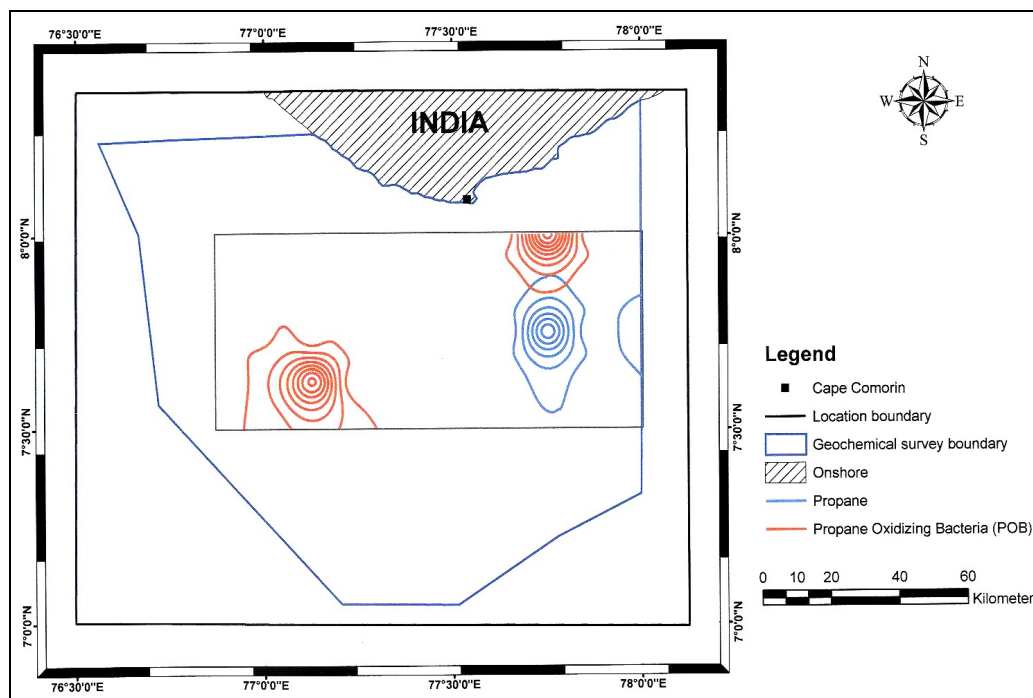 76°30'0"E 77°0'0"E 77°30'0"E 78°0'0"E
N
W E
S
INDIA
8°0'0"N 8°0'0"N
7°30'0"N 7°30'0"N
7°0'0"N 7°0'0"N
Legend
Cape Comorin
Location boundary
Geochemical survey boundary
Onshore
Propane
Propane Oxidizing Bacteria (POB)
0 10 20 40 60
Kilometer
76°30'0"E 77°0'0"E 77°30'0"E 78°0'0"E